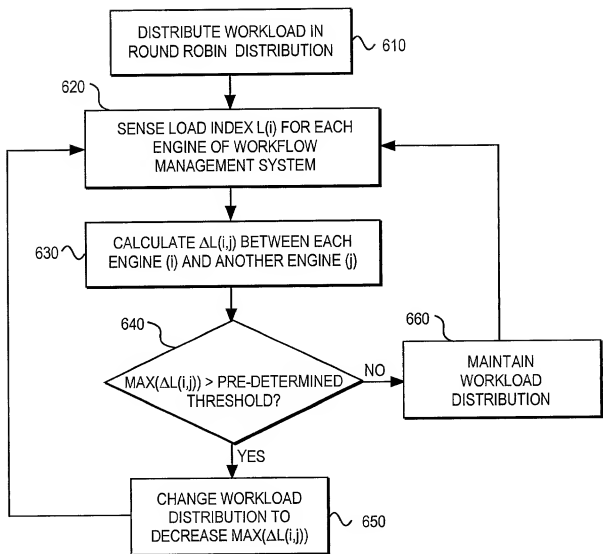 DISTRIBUTE WORKLOAD IN
ROUND ROBIN DISTRIBUTION
610
620
SENSE LOAD INDEX L(i) FOR EACH
ENGINE OF WORKFLOW
MANAGEMENT SYSTEM
630
CALCULATE ΔL(i,j) BETWEEN EACH
ENGINE (i) AND ANOTHER ENGINE (j)
640
MAX(ΔL(i,j)) > PRE-DETERMINED
THRESHOLD?
NO
660
MAINTAIN
WORKLOAD
DISTRIBUTION
YES
CHANGE WORKLOAD
DISTRIBUTION TO
DECREASE MAX(ΔL(i,j))
650